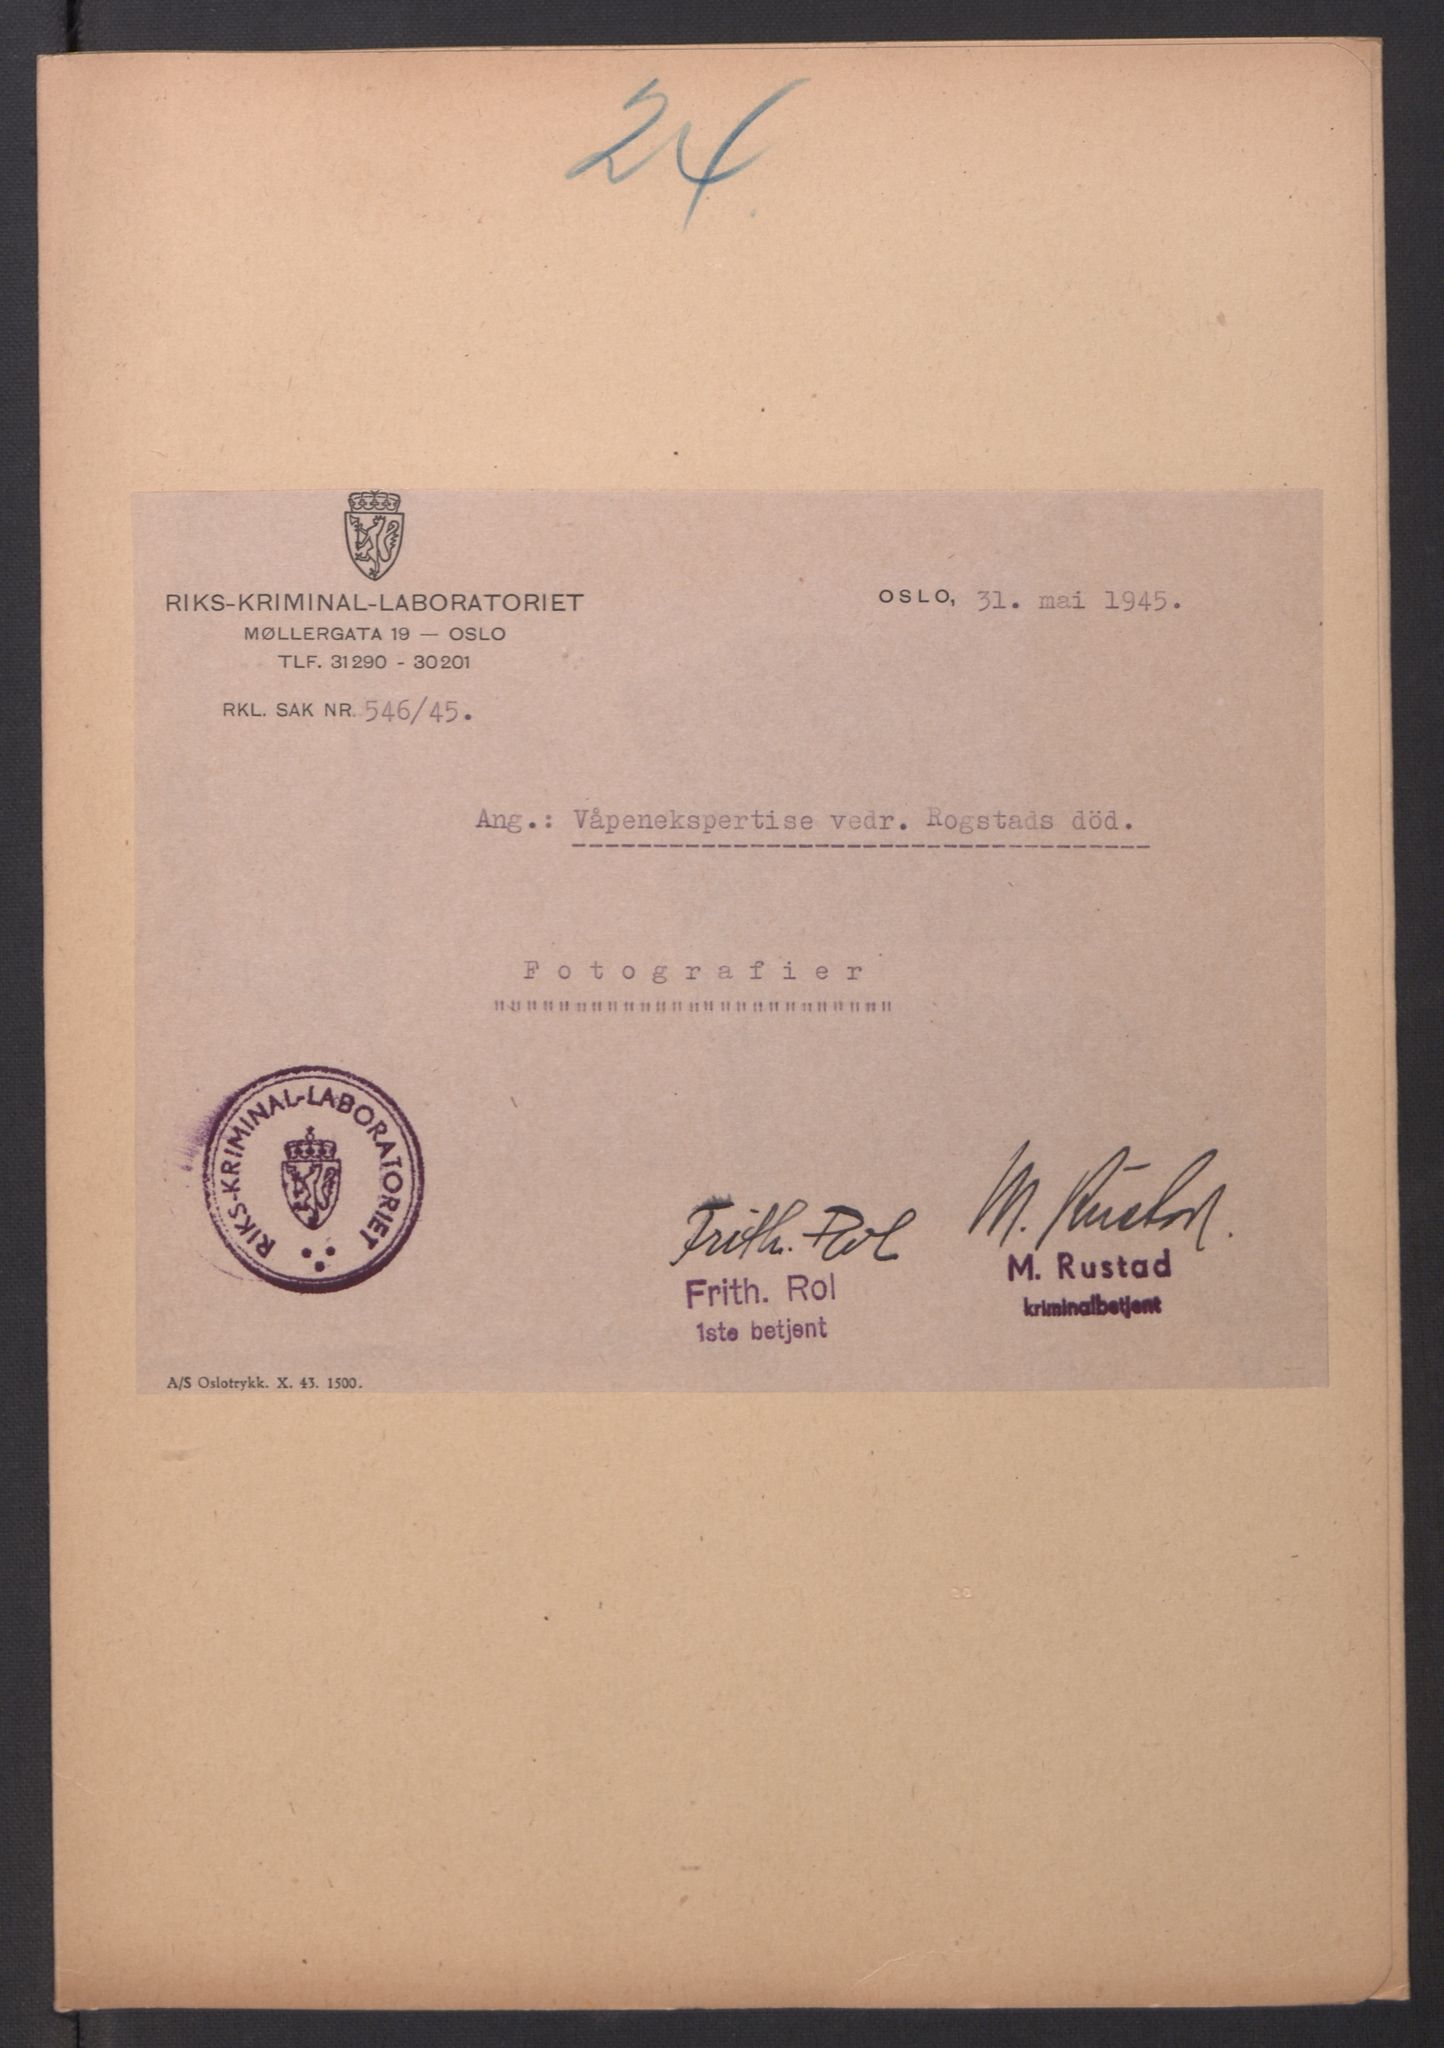 24.
RIKS-KRIMINAL-LABORATORIET
MØLLERGATA 19 — OSLO
TLF. 31290 - 30201
RKL. SAK NR. 546/45.
OSLO, 31. mai 1945.
Ang.: Våpenekspertise vedr. Rogstads död.
Fotografier
RIKS-KRIMINAL-LABORATORIET
Frith. Rol
Frith. Rol
1ste betjent
M. Rustad.
M. Rustad
kriminalbetjent
A/S Oslotrykk. X. 43. 1500.